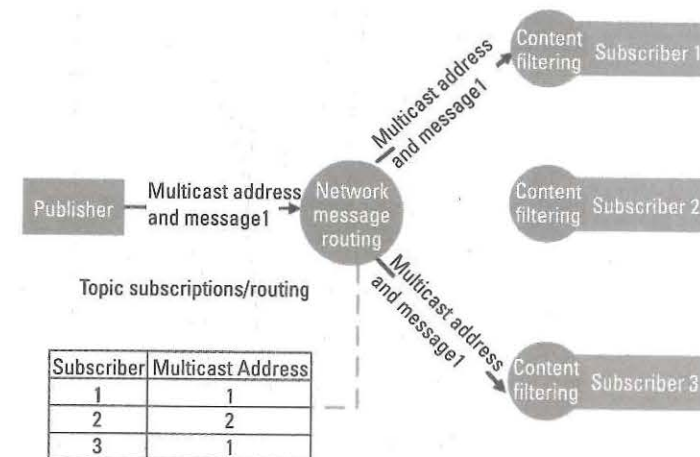 Content
filtering
Subscriber 1
Multicast address
and message1
Publisher
Multicast address
and message1
Network
message
routing
Content
filtering
Subscriber 2
Topic subscriptions/routing
Multicast address
and message1
Content
filtering
Subscriber 3
Subscriber Multicast Address
1 1
2 2
3 1